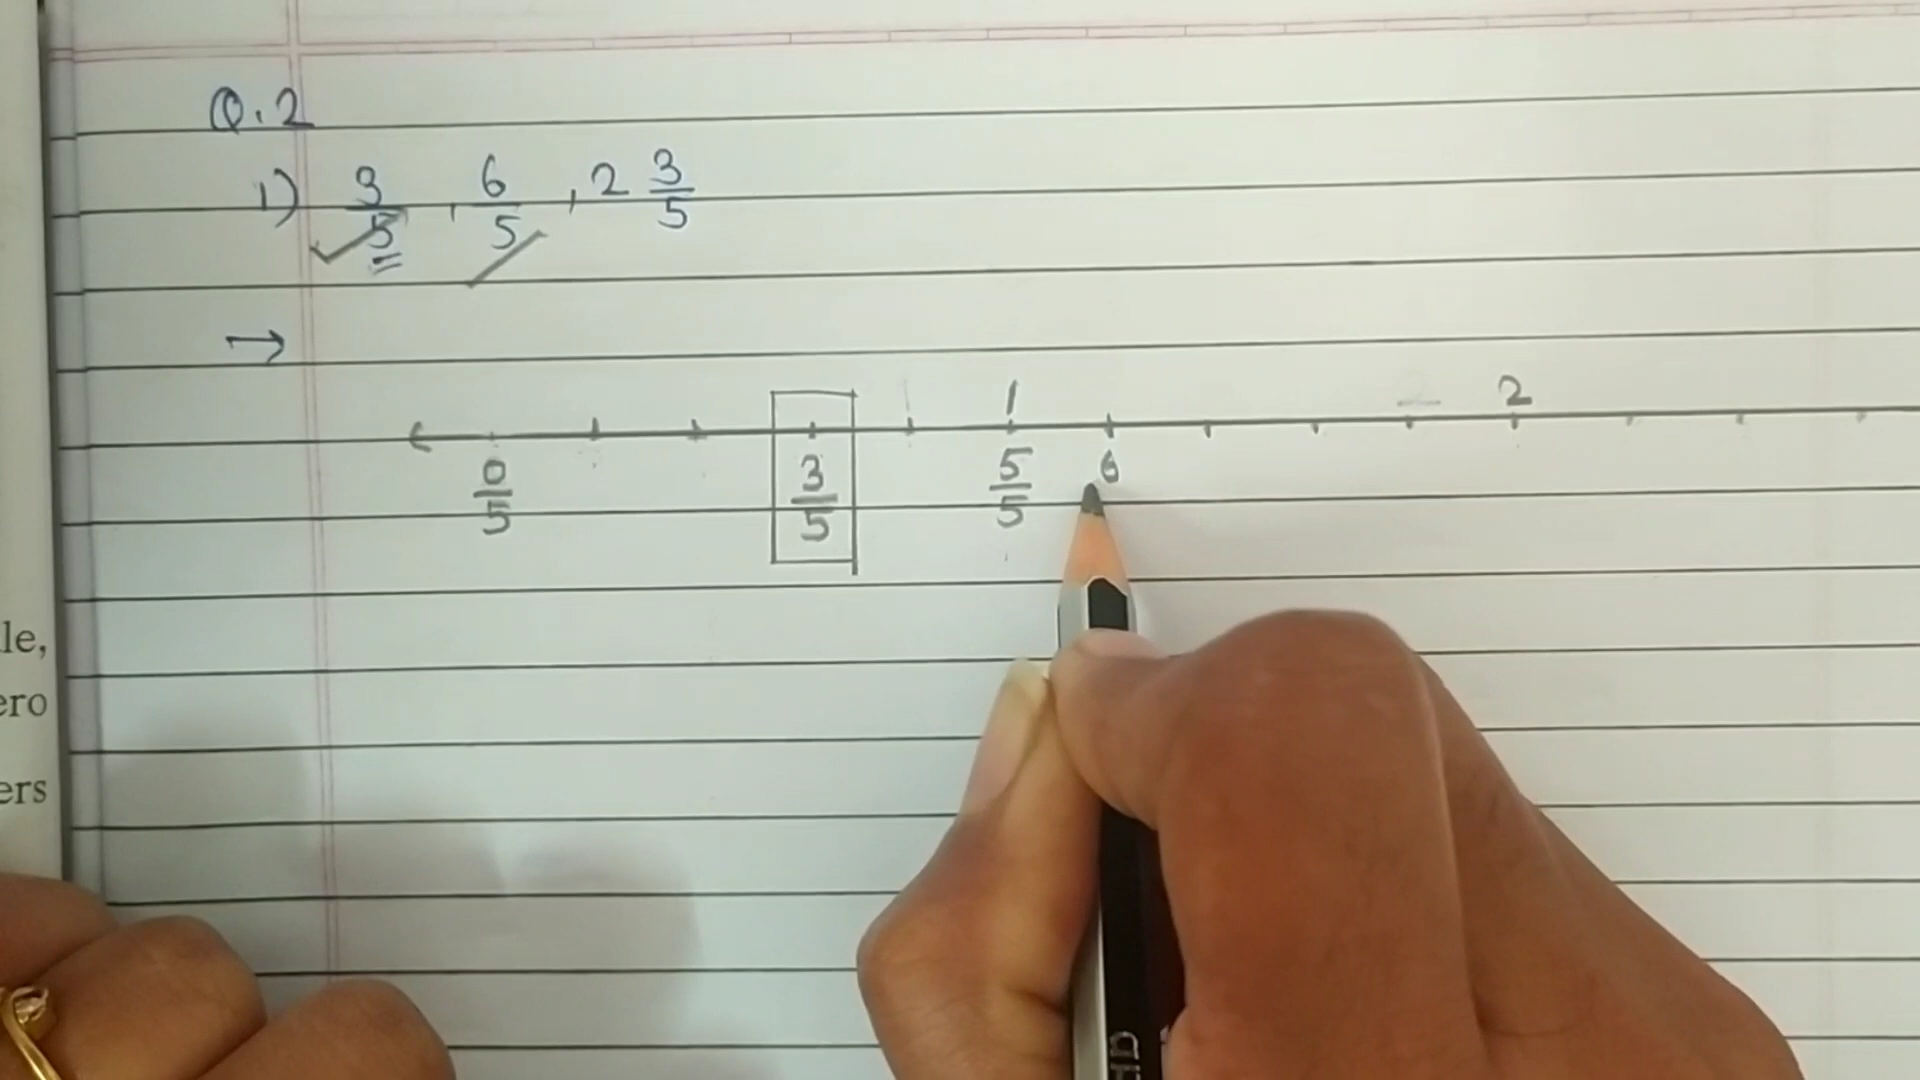 Q.2
1) 3/5, 6/5, 2 3/5
→
1 2
0/5 3/5 5/5 6
le,
ero
ers